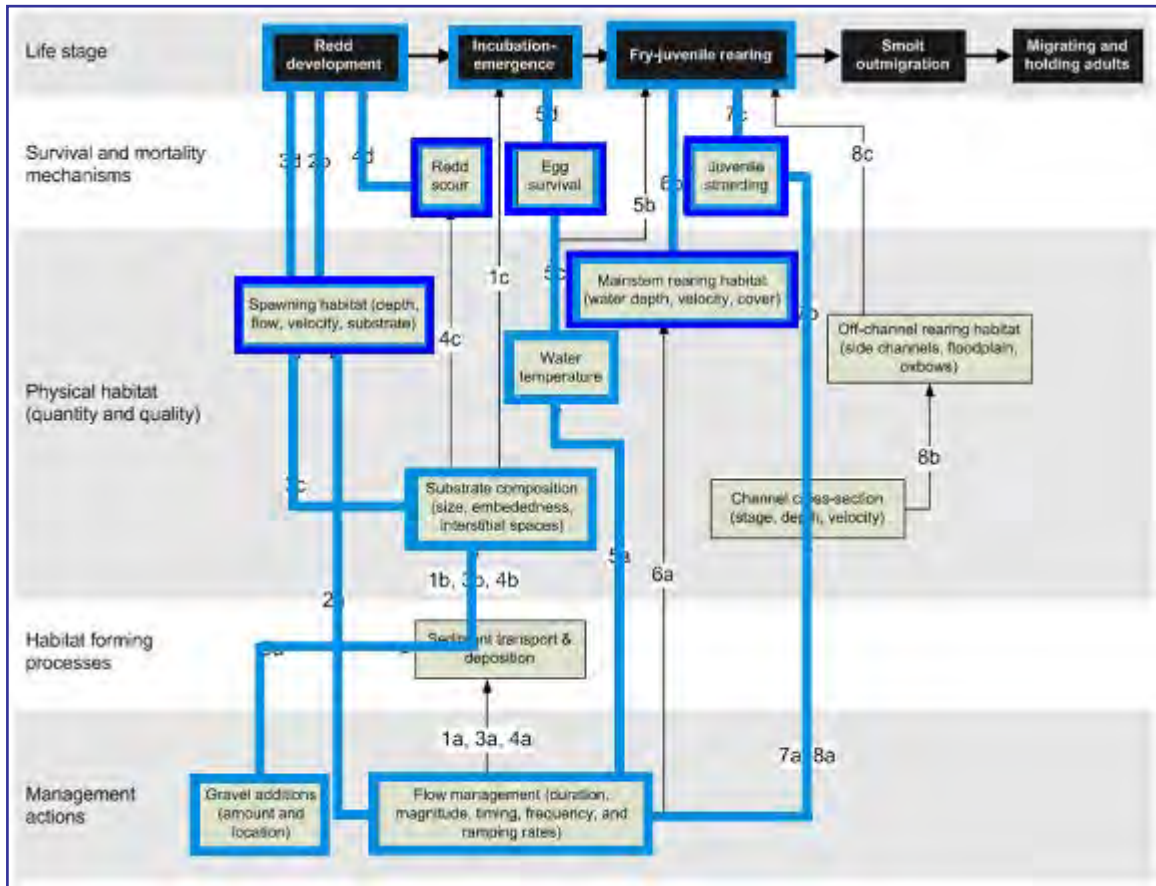 Life stage
Redd
development
Incubation-
emergence
Fry-juvenile rearing
Smolt
outmigration
Migrating and
holding adults
5d
7c
Survival and mortality
mechanisms
3d
2b
4d
Redd
scour
Egg
survival
6b
Juvenile
stranding
8c
5b
1c
5c
Spawning habitat (depth,
flow, velocity, substrate)
Mainstem rearing habitat
(water depth, velocity, cover)
7b
4c
Off-channel rearing habitat
(side channels, floodplain,
oxbows)
Water
temperature
Physical habitat
(quantity and quality)
8b
3c
Substrate composition
(size, embededness,
interstitial spaces)
Channel cross-section
(stage, depth, velocity)
1b, 3b, 4b
5a
6a
Habitat forming
processes
Sediment transport &
deposition
1a, 3a, 4a
7a, 8a
Management
actions
Gravel additions
(amount and
location)
Flow management (duration,
magnitude, timing, frequency, and
ramping rates)